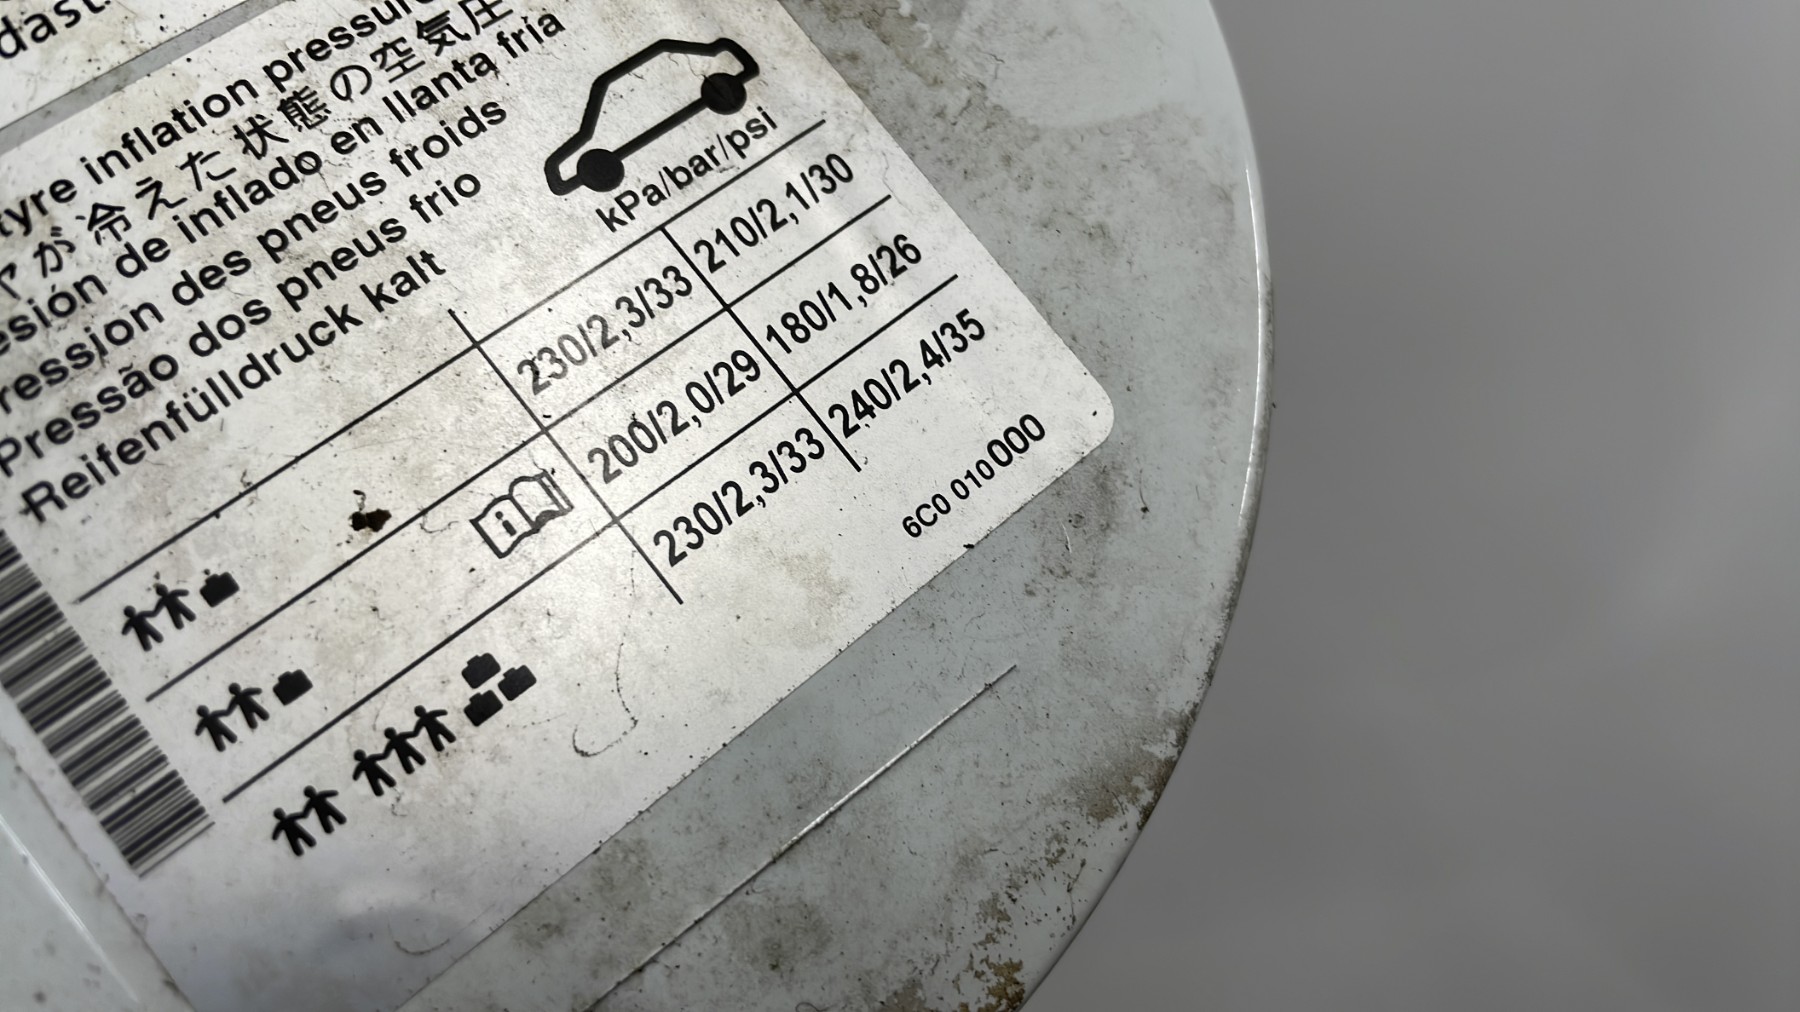 dast
tyre inflation pressure
ヤが冷えた状態の空気圧
esión de inflado en llanta fría
ression des pneus froids
Pressão dos pneus frio
Reifenfülldruck kalt
kPa/bar/psi
230/2,3/33 210/2,1/30
200/2,0/29 180/1,8/26
230/2,3/33 240/2,4/35
6C0 010 000